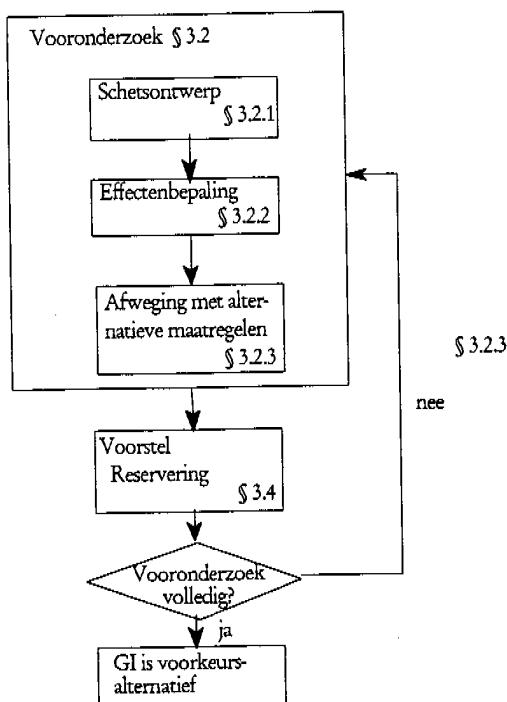 Vooronderzoek § 3.2
Schetsontwerp
§ 3.2.1
Effectenbepaling
§ 3.2.2
Afweging met alter-
natieve maatregelen
§ 3.2.3
§ 3.2.3
nee
Voorstel
Reservering
§ 3.4
Vooronderzoek
volledig?
ja
GI is voorkeurs-
alternatief